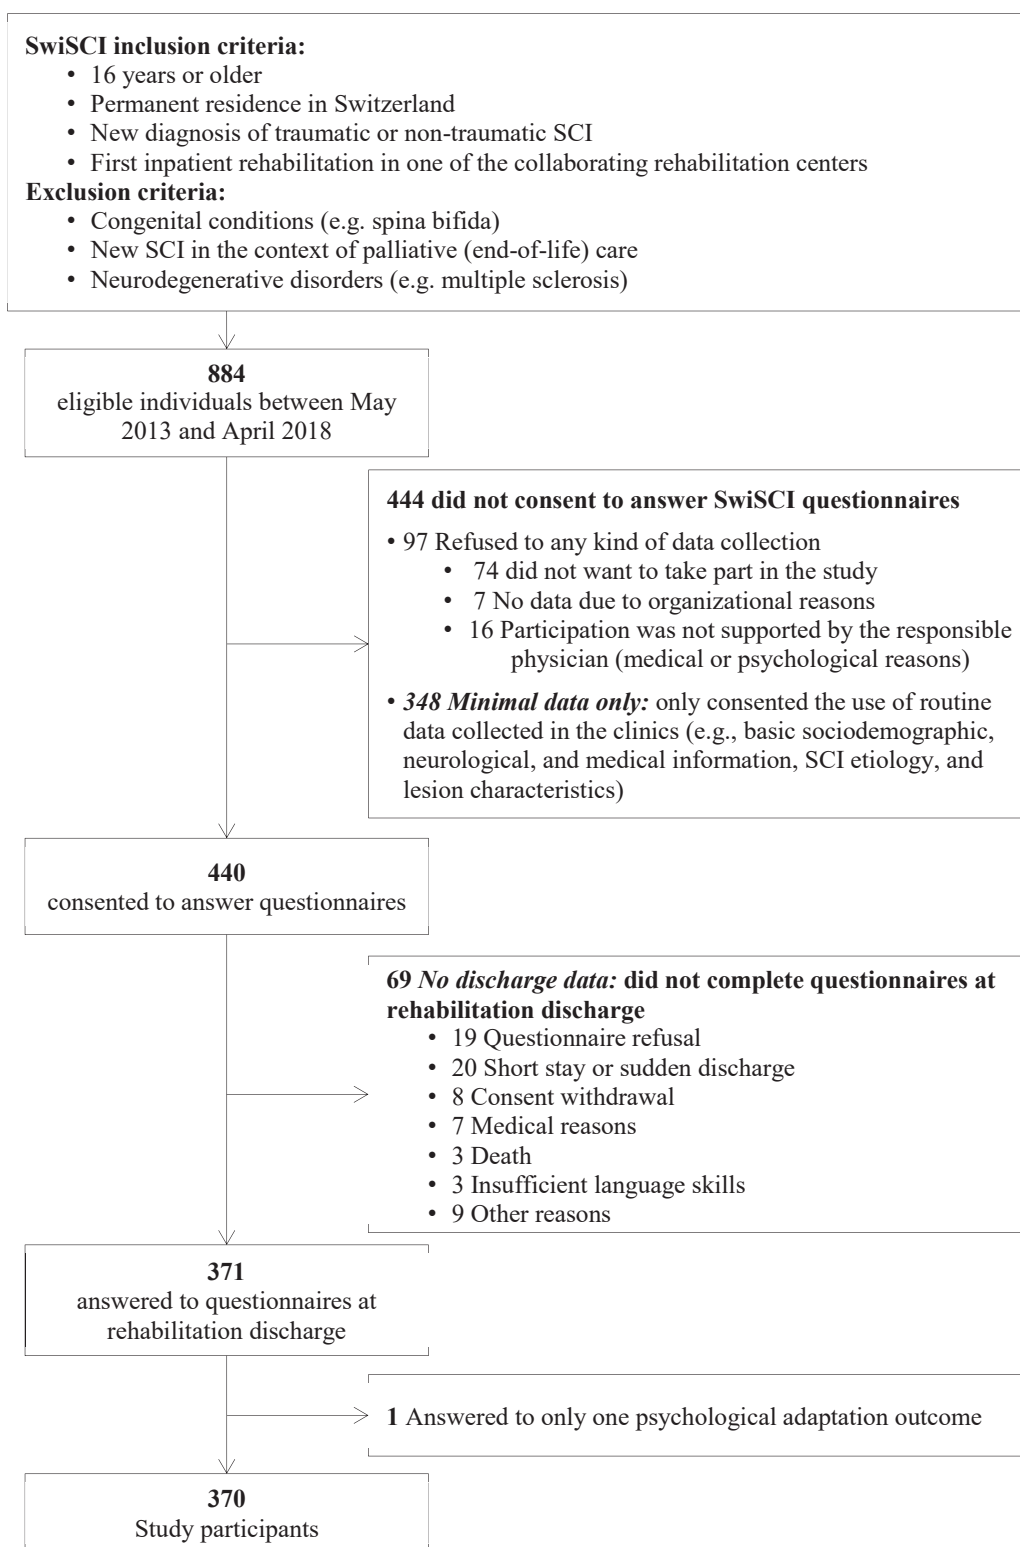 SwiSCI inclusion criteria:
• 16 years or older
• Permanent residence in Switzerland
• New diagnosis of traumatic or non-traumatic SCI
• First inpatient rehabilitation in one of the collaborating rehabilitation centers
Exclusion criteria:
• Congenital conditions (e.g. spina bifida)
• New SCI in the context of palliative (end-of-life) care
• Neurodegenerative disorders (e.g. multiple sclerosis)
884
eligible individuals between May
2013 and April 2018
444 did not consent to answer SwiSCI questionnaires
• 97 Refused to any kind of data collection
• 74 did not want to take part in the study
• 7 No data due to organizational reasons
• 16 Participation was not supported by the responsible
physician (medical or psychological reasons)
• 348 Minimal data only: only consented the use of routine
data collected in the clinics (e.g., basic sociodemographic,
neurological, and medical information, SCI etiology, and
lesion characteristics)
440
consented to answer questionnaires
69 No discharge data: did not complete questionnaires at
rehabilitation discharge
• 19 Questionnaire refusal
• 20 Short stay or sudden discharge
• 8 Consent withdrawal
• 7 Medical reasons
• 3 Death
• 3 Insufficient language skills
• 9 Other reasons
371
answered to questionnaires at
rehabilitation discharge
1 Answered to only one psychological adaptation outcome
370
Study participants